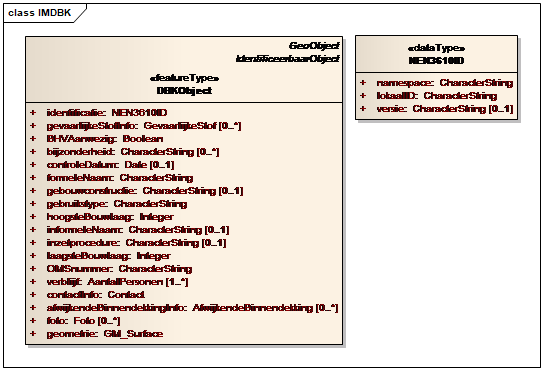 class IMDBK
GeoObject
IdentificeerbaarObject
«featureType»
DBKObject
+ identificatie: NEN3610ID
+ gevaarlijkeStofInfo: GevaarlijkeStof [0..*]
+ BHVAanwezig: Boolean
+ bijzonderheid: CharacterString [0..*]
+ controleDatum: Date [0..1]
+ formeleNaam: CharacterString
+ gebouwconstructie: CharacterString [0..1]
+ gebruikstype: CharacterString
+ hoogsteBouwlaag: Integer
+ informeleNaam: CharacterString [0..1]
+ inzetprocedure: CharacterString [0..1]
+ laagsteBouwlaag: Integer
+ OMSnummer: CharacterString
+ verblijf: AantalPersonen [1..*]
+ contactInfo: Contact
+ afwijkendeBinnendekkingInfo: AfwijkendeBinnendekking [0..*]
+ foto: Foto [0..*]
+ geometrie: GM_Surface
«dataType»
NEN3610ID
+ namespace: CharacterString
+ lokaalID: CharacterString
+ versie: CharacterString [0..1]